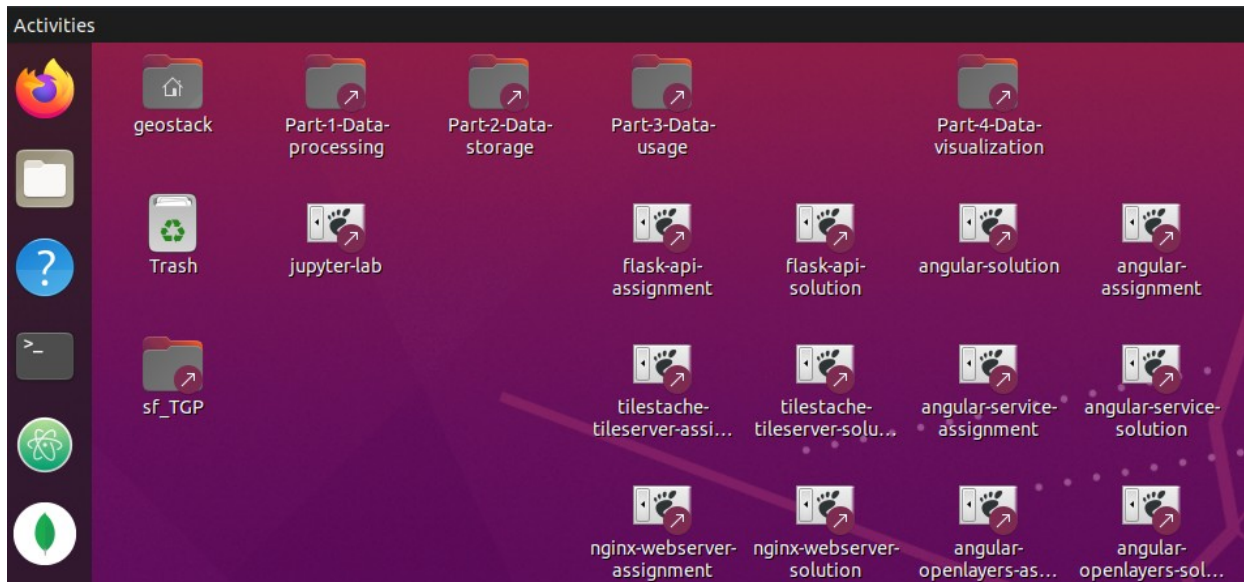 Activities
geostack
Part-1-Data-
processing
Part-2-Data-
storage
Part-3-Data-
usage
Part-4-Data-
visualization
Trash
jupyter-lab
flask-api-
assignment
flask-api-
solution
angular-solution
angular-
assignment
sf_TGP
tilestache-
tileserver-assi...
tilestache-
tileserver-solu...
angular-service-
assignment
angular-service-
solution
nginx-webserver-
assignment
nginx-webserver-
solution
angular-
openlayers-as...
angular-
openlayers-sol...
?
>_